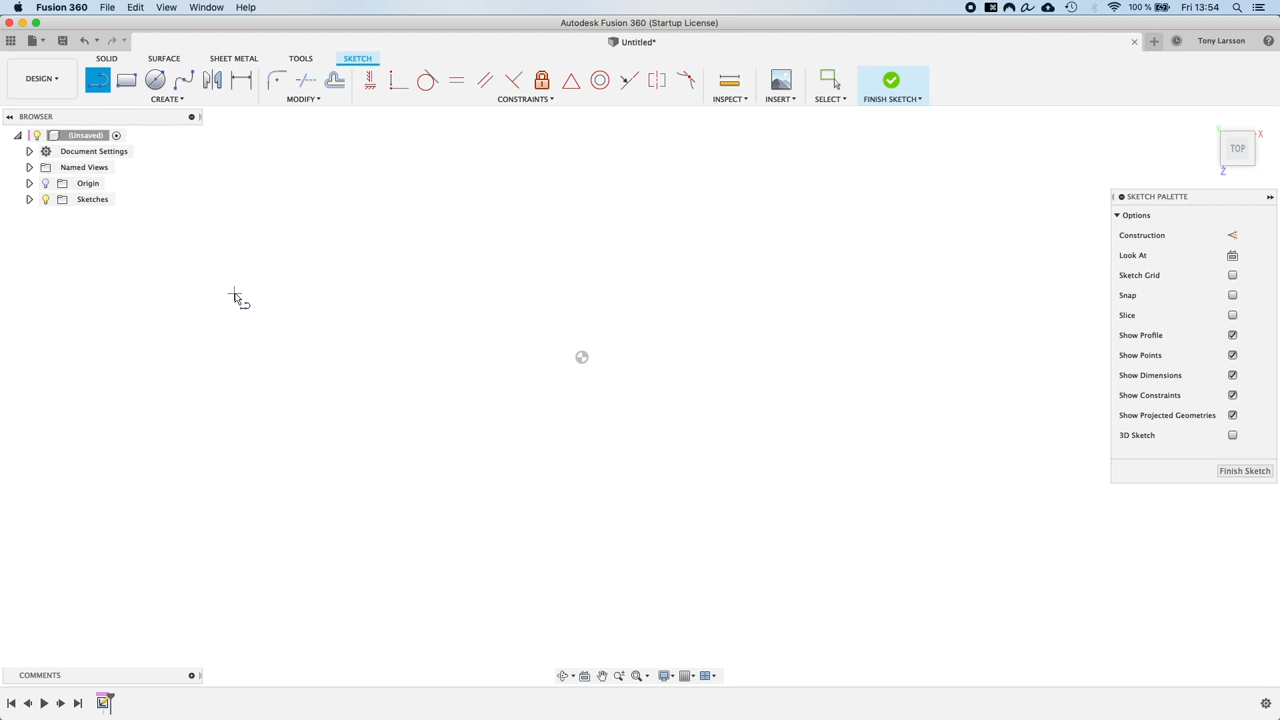 Fusion 360 File Edit View Window Help 100 % Fri 13:54
Autodesk Fusion 360 (Startup License)
Untitled* Tony Larsson
SOLID SURFACE SHEET METAL TOOLS SKETCH
DESIGN
CREATE MODIFY CONSTRAINTS INSPECT INSERT SELECT FINISH SKETCH
BROWSER
(Unsaved)
Document Settings
Named Views
Origin
Sketches
Y X
TOP
Z
SKETCH PALETTE
Options
Construction
Look At
Sketch Grid
Snap
Slice
Show Profile
Show Points
Show Dimensions
Show Constraints
Show Projected Geometries
3D Sketch
Finish Sketch
COMMENTS